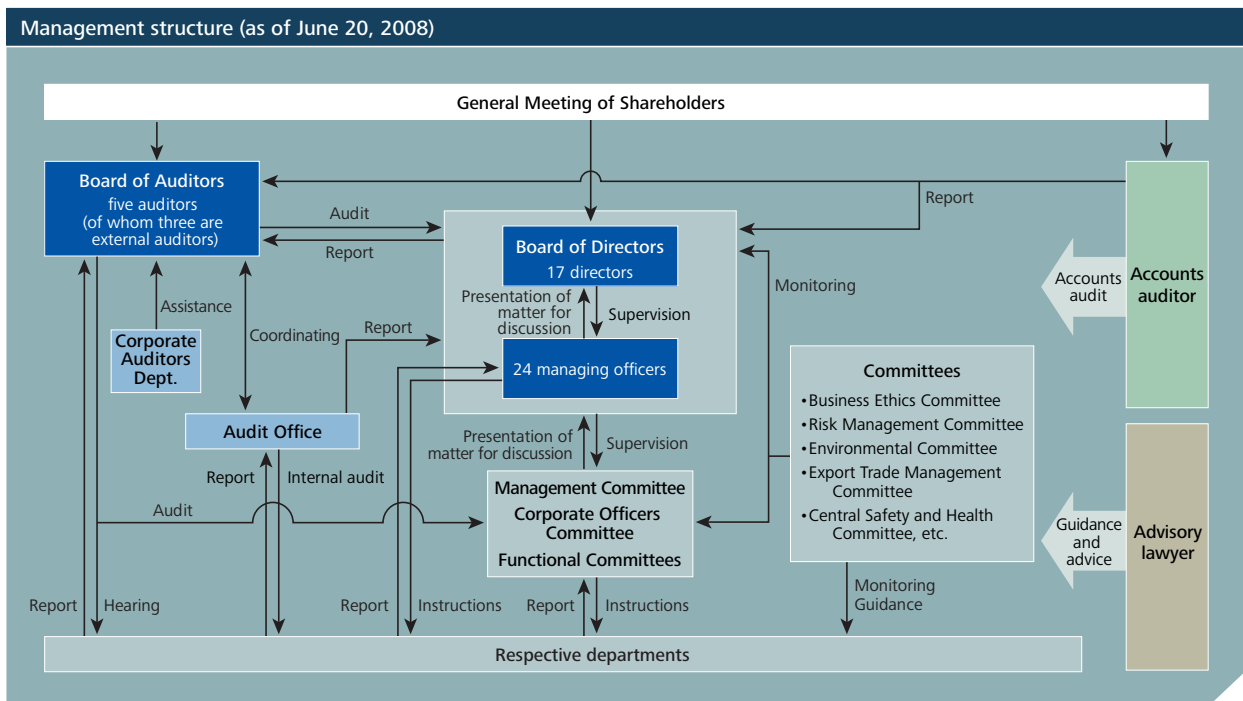 Management structure (as of June 20, 2008)
General Meeting of Shareholders
Board of Auditors
five auditors
(of whom three are
external auditors)
Audit
Report
Board of Directors
17 directors
Report
Monitoring
Accounts
audit
Accounts
auditor
Assistance
Corporate
Auditors
Dept.
Coordinating
Report
Presentation of
matter for
discussion
Supervision
24 managing officers
Committees
•Business Ethics Committee
•Risk Management Committee
•Environmental Committee
•Export Trade Management
Committee
•Central Safety and Health
Committee, etc.
Audit Office
Report
Internal audit
Presentation of
matter for discussion
Supervision
Audit
Management Committee
Corporate Officers
Committee
Functional Committees
Guidance
and
advice
Advisory
lawyer
Report
Hearing
Report
Instructions
Report
Instructions
Monitoring
Guidance
Respective departments